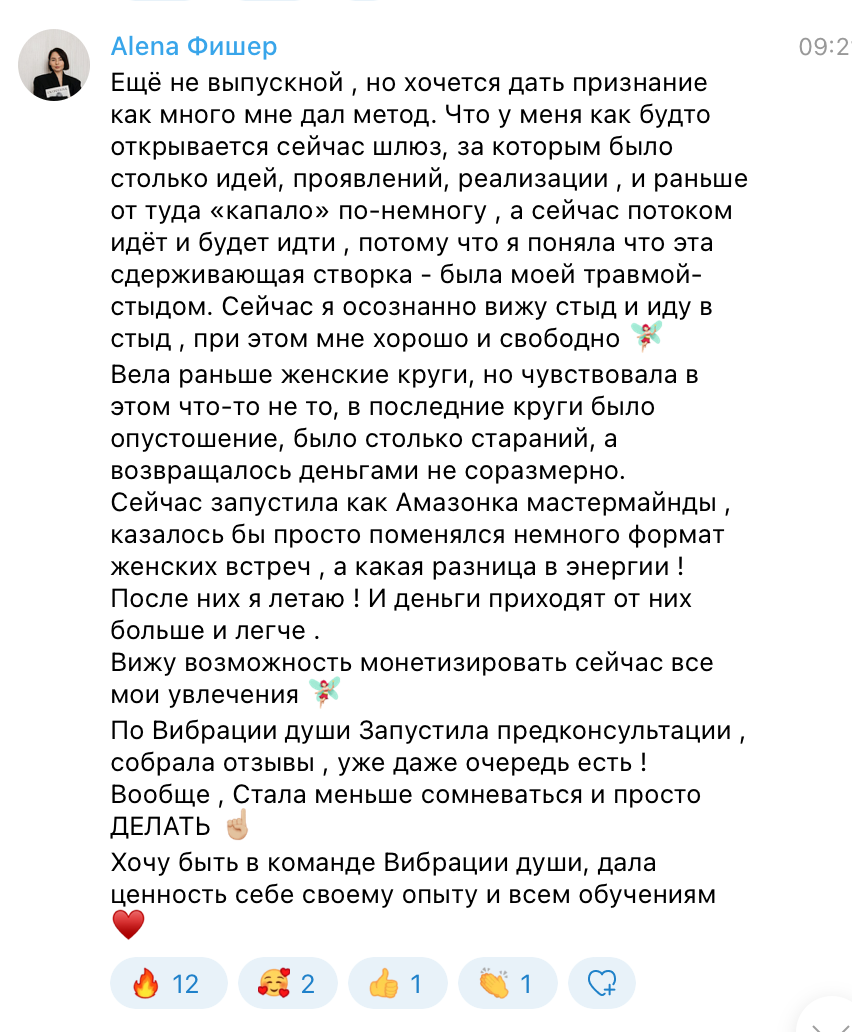 Alena Фишер
Ещё не выпускной , но хочется дать признание
как много мне дал метод. Что у меня как будто
открывается сейчас шлюз, за которым было
столько идей, проявлений, реализации , и раньше
от туда «капало» по-немногу , а сейчас потоком
идёт и будет идти , потому что я поняла что эта
сдерживающая створка - была моей травмой-
стыдом. Сейчас я осознанно вижу стыд и иду в
стыд , при этом мне хорошо и свободно 🧚‍♀️
Вела раньше женские круги, но чувствовала в
этом что-то не то, в последние круги было
опустошение, было столько стараний, а
возвращалось деньгами не соразмерно.
Сейчас запустила как Амазонка мастермайнды ,
казалось бы просто поменялся немного формат
женских встреч , а какая разница в энергии !
После них я летаю ! И деньги приходят от них
больше и легче .
Вижу возможность монетизировать сейчас все
мои увлечения 🧚‍♀️
По Вибрации души Запустила предконсультации ,
собрала отзывы , уже даже очередь есть !
Вообще , Стала меньше сомневаться и просто
ДЕЛАТЬ ☝🏼
Хочу быть в команде Вибрации души, дала
ценность себе своему опыту и всем обучениям
♥️
🔥 12 🥰 2 👍 1 👏 1